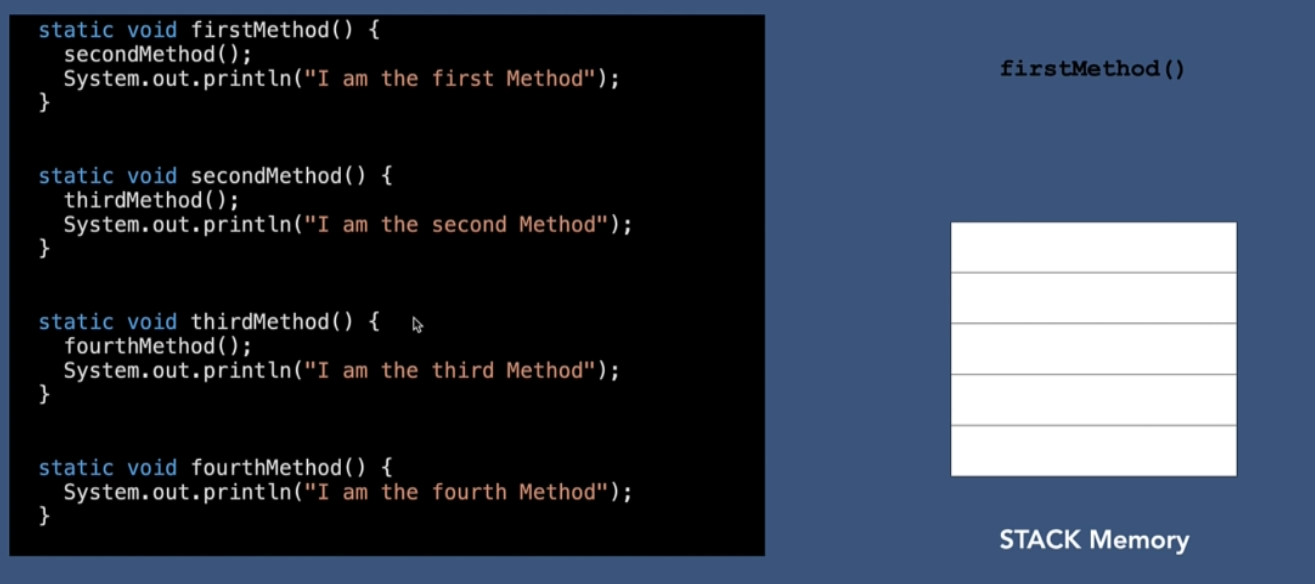 static void firstMethod() {
  secondMethod();
  System.out.println("I am the first Method");
}
static void secondMethod() {
  thirdMethod();
  System.out.println("I am the second Method");
}
static void thirdMethod() {
  fourthMethod();
  System.out.println("I am the third Method");
}
static void fourthMethod() {
  System.out.println("I am the fourth Method");
}
firstMethod()
STACK Memory